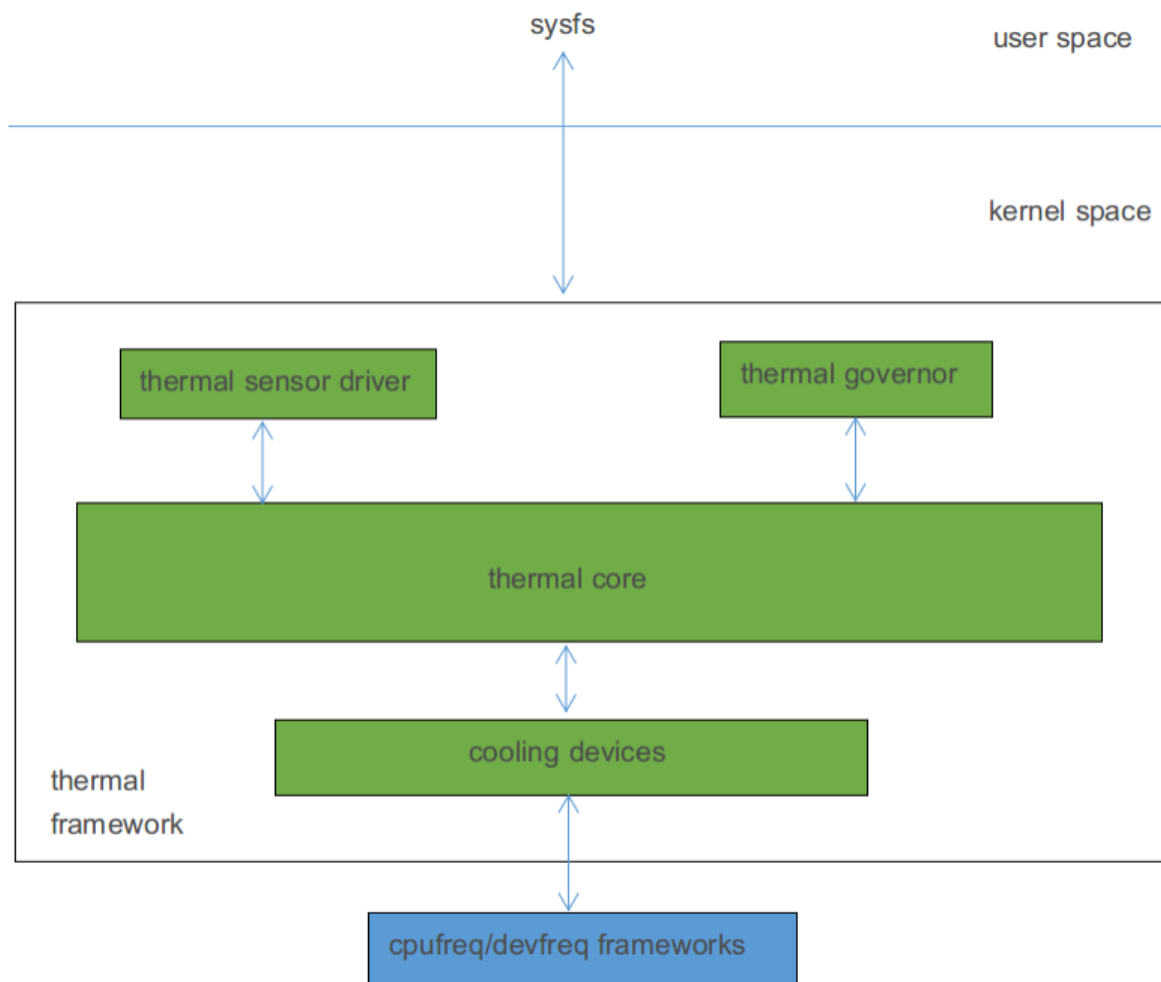 sysfs
user space
kernel space
thermal sensor driver
thermal governor
thermal core
cooling devices
thermal
framework
cpufreq/devfreq frameworks